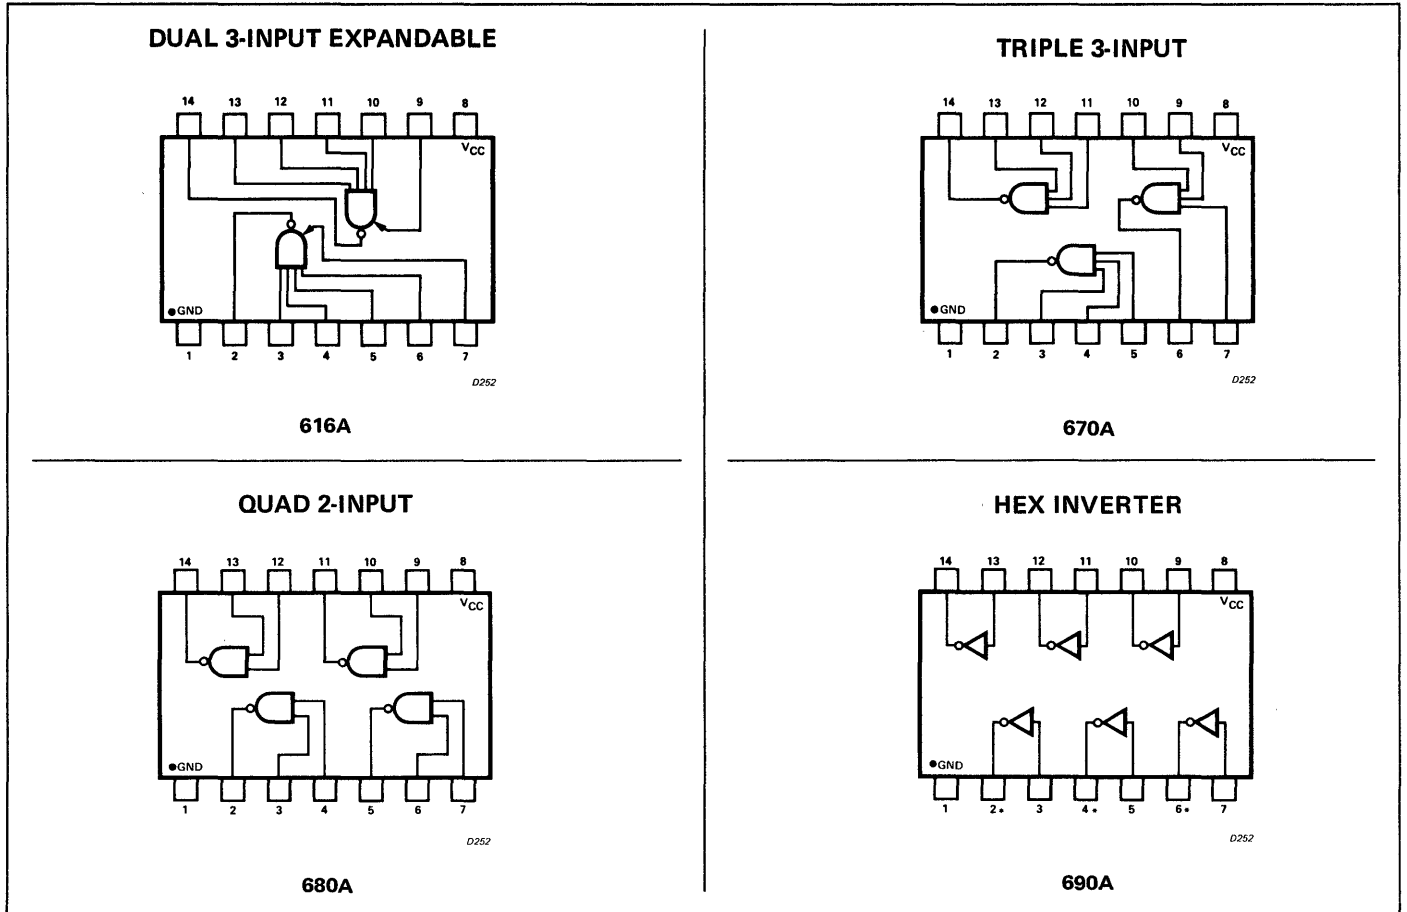 DUAL 3-INPUT EXPANDABLE
14 13 12 11 10 9 8
VCC
●GND
1 2 3 4 5 6 7
D252
616A
TRIPLE 3-INPUT
14 13 12 11 10 9 8
VCC
●GND
1 2 3 4 5 6 7
D252
670A
QUAD 2-INPUT
14 13 12 11 10 9 8
VCC
●GND
1 2 3 4 5 6 7
D252
680A
HEX INVERTER
14 13 12 11 10 9 8
VCC
●GND
1 2* 3 4* 5 6* 7
D252
690A